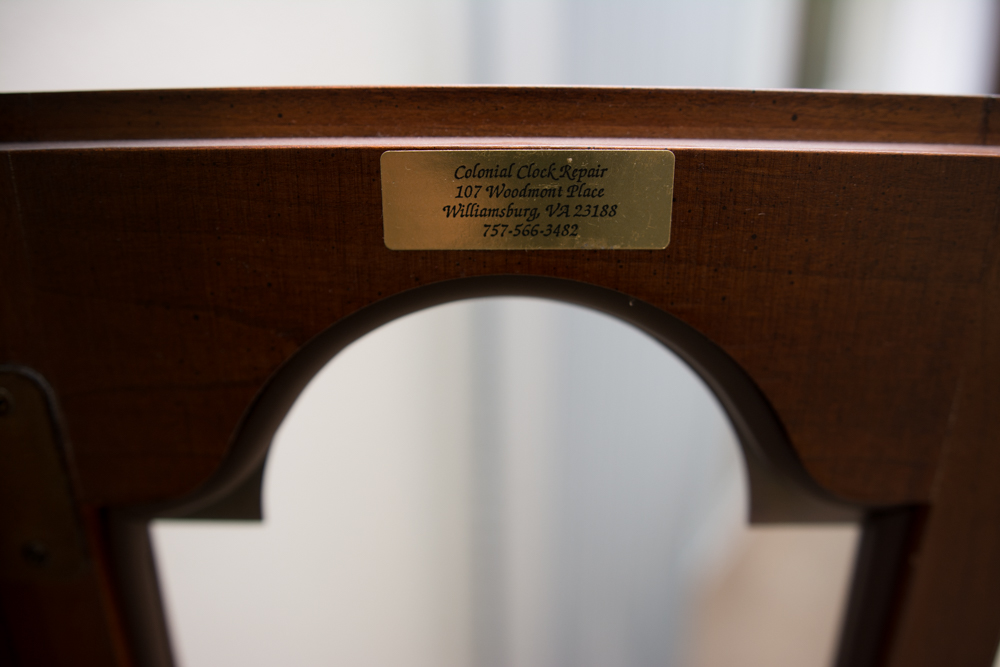 Colonial Clock Repair
107 Woodmont Place
Williamsburg, VA 23188
757-566-3482